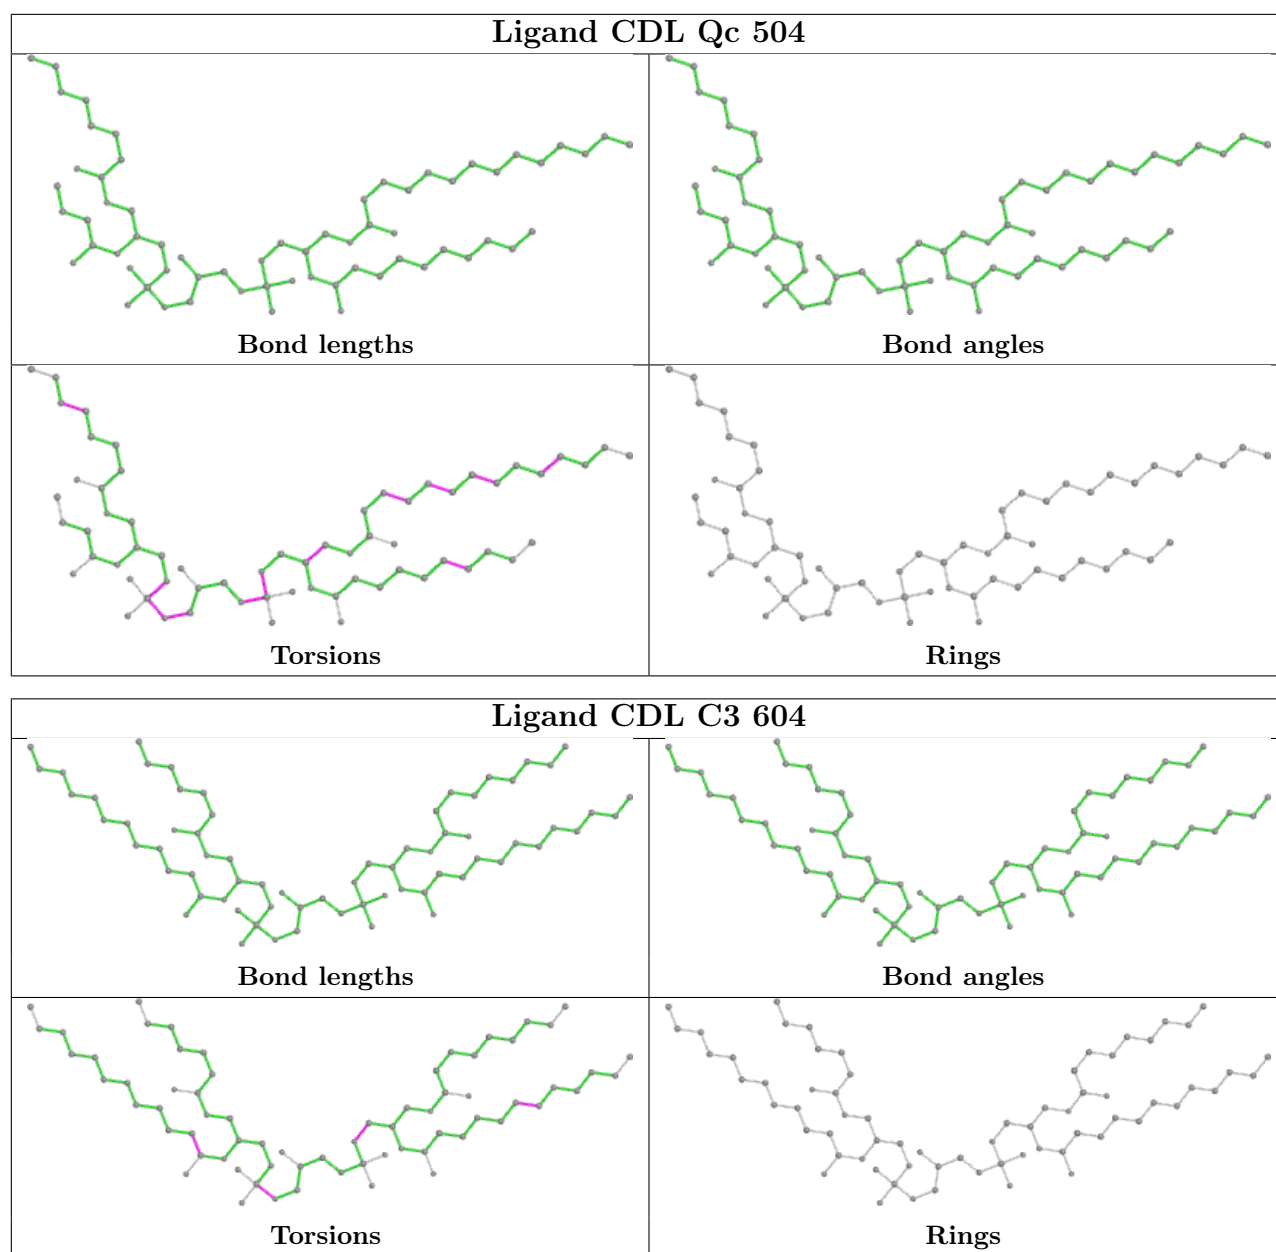 Ligand CDL Qc 504
Bond lengths
Bond angles
Torsions
Rings
Ligand CDL C3 604
Bond lengths
Bond angles
Torsions
Rings